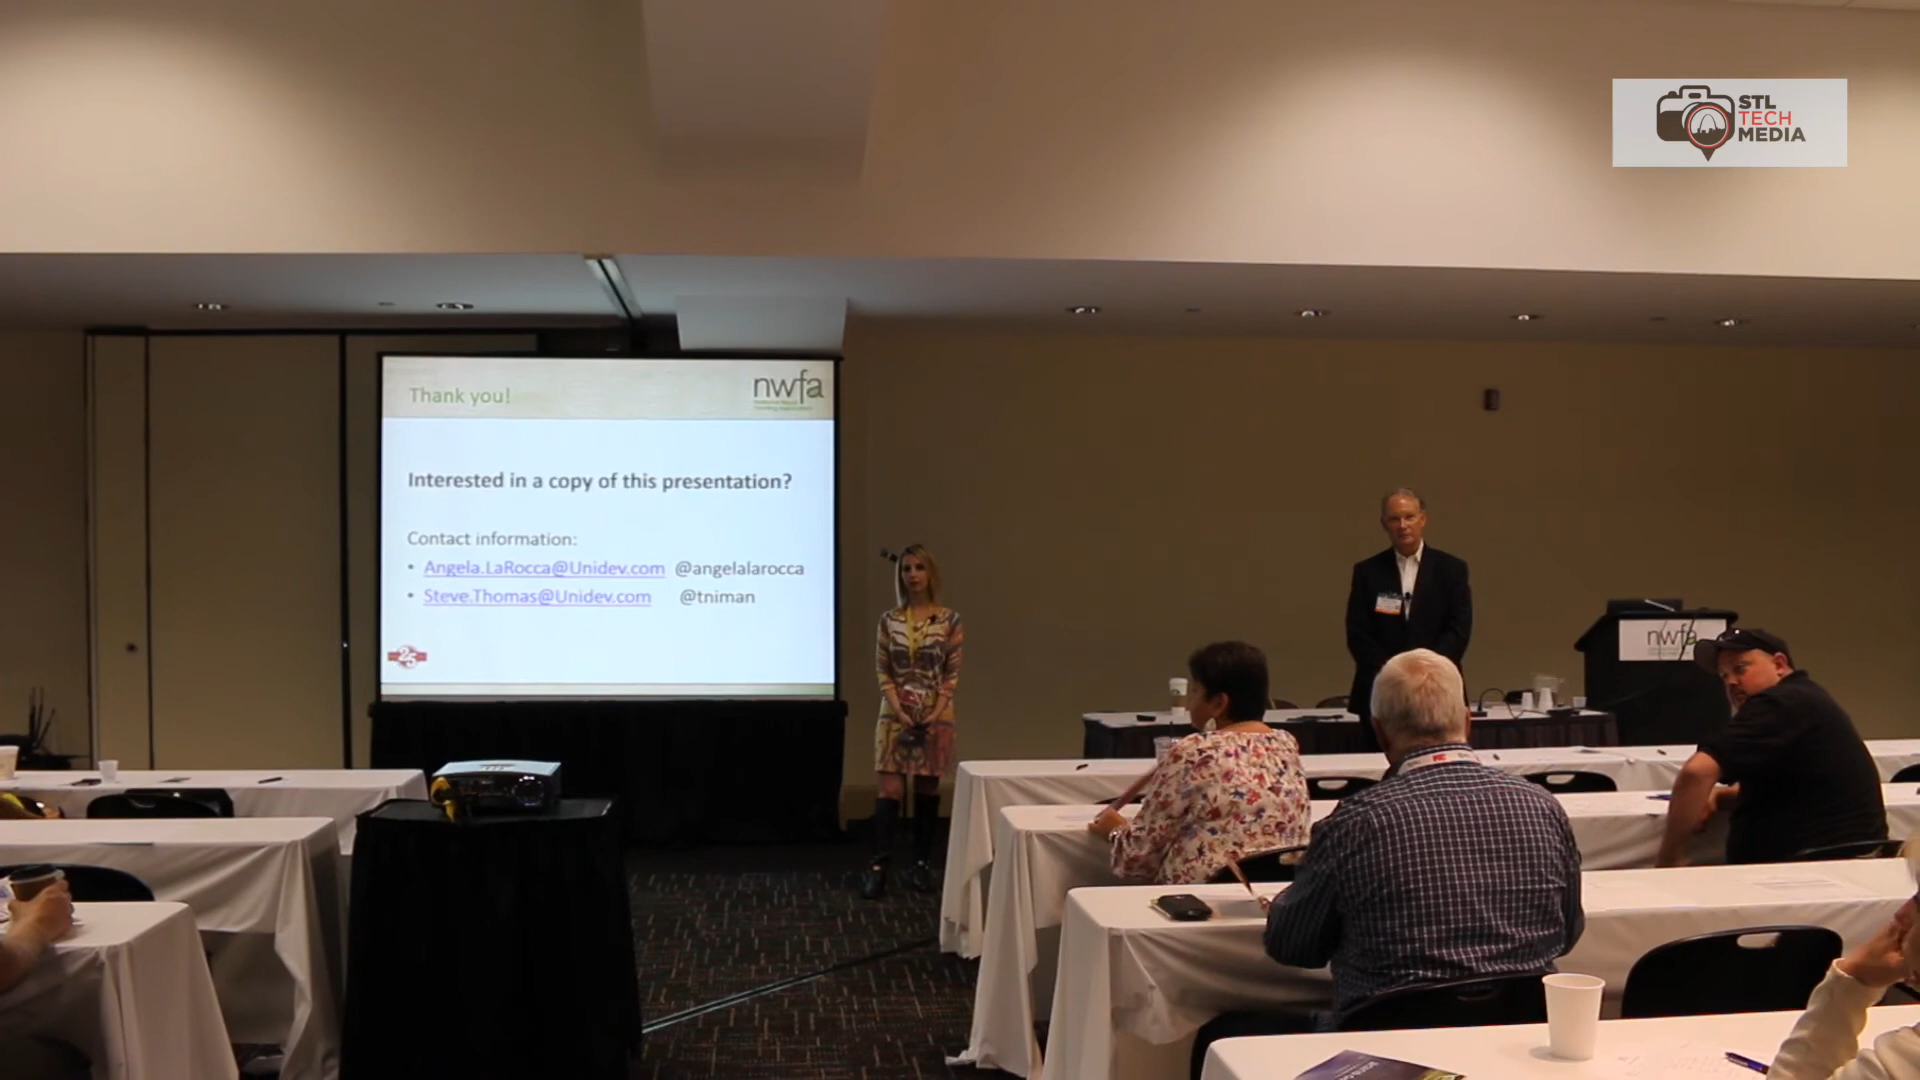 STL
TECH
MEDIA
Thank you!
nwfa
Interested in a copy of this presentation?
Contact information:
• Angela.LaRocca@Unidev.com @angelalarocca
• Steve.Thomas@Unidev.com @tniman
25
nwfa